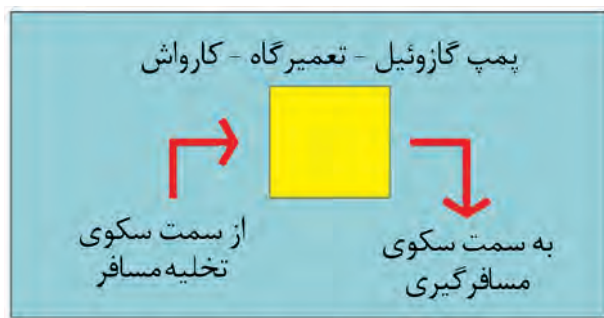 پمپ گازوئیل - تعمیرگاه - کارواش
از سمت سکوی
تخلیه مسافر
به سمت سکوی
مسافرگیری